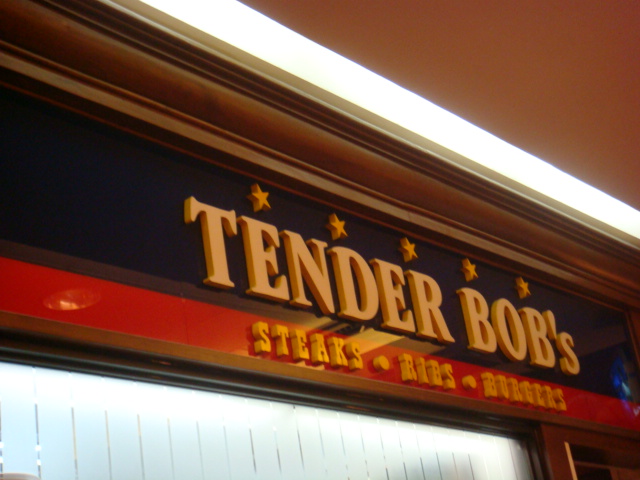 TENDER BOB's
STEAKS • RIBS • BURGERS